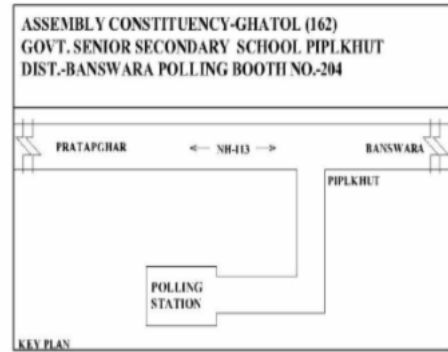 ASSEMBLY CONSTITUENCY-GHATOL (162)
GOVT. SENIOR SECONDARY SCHOOL PIPLKHUT
DIST.-BANSWARA POLLING BOOTH NO.-204
PRATAPGHAR
NH-113
BANSWARA
PIPLKHUT
POLLING
STATION
KEY PLAN